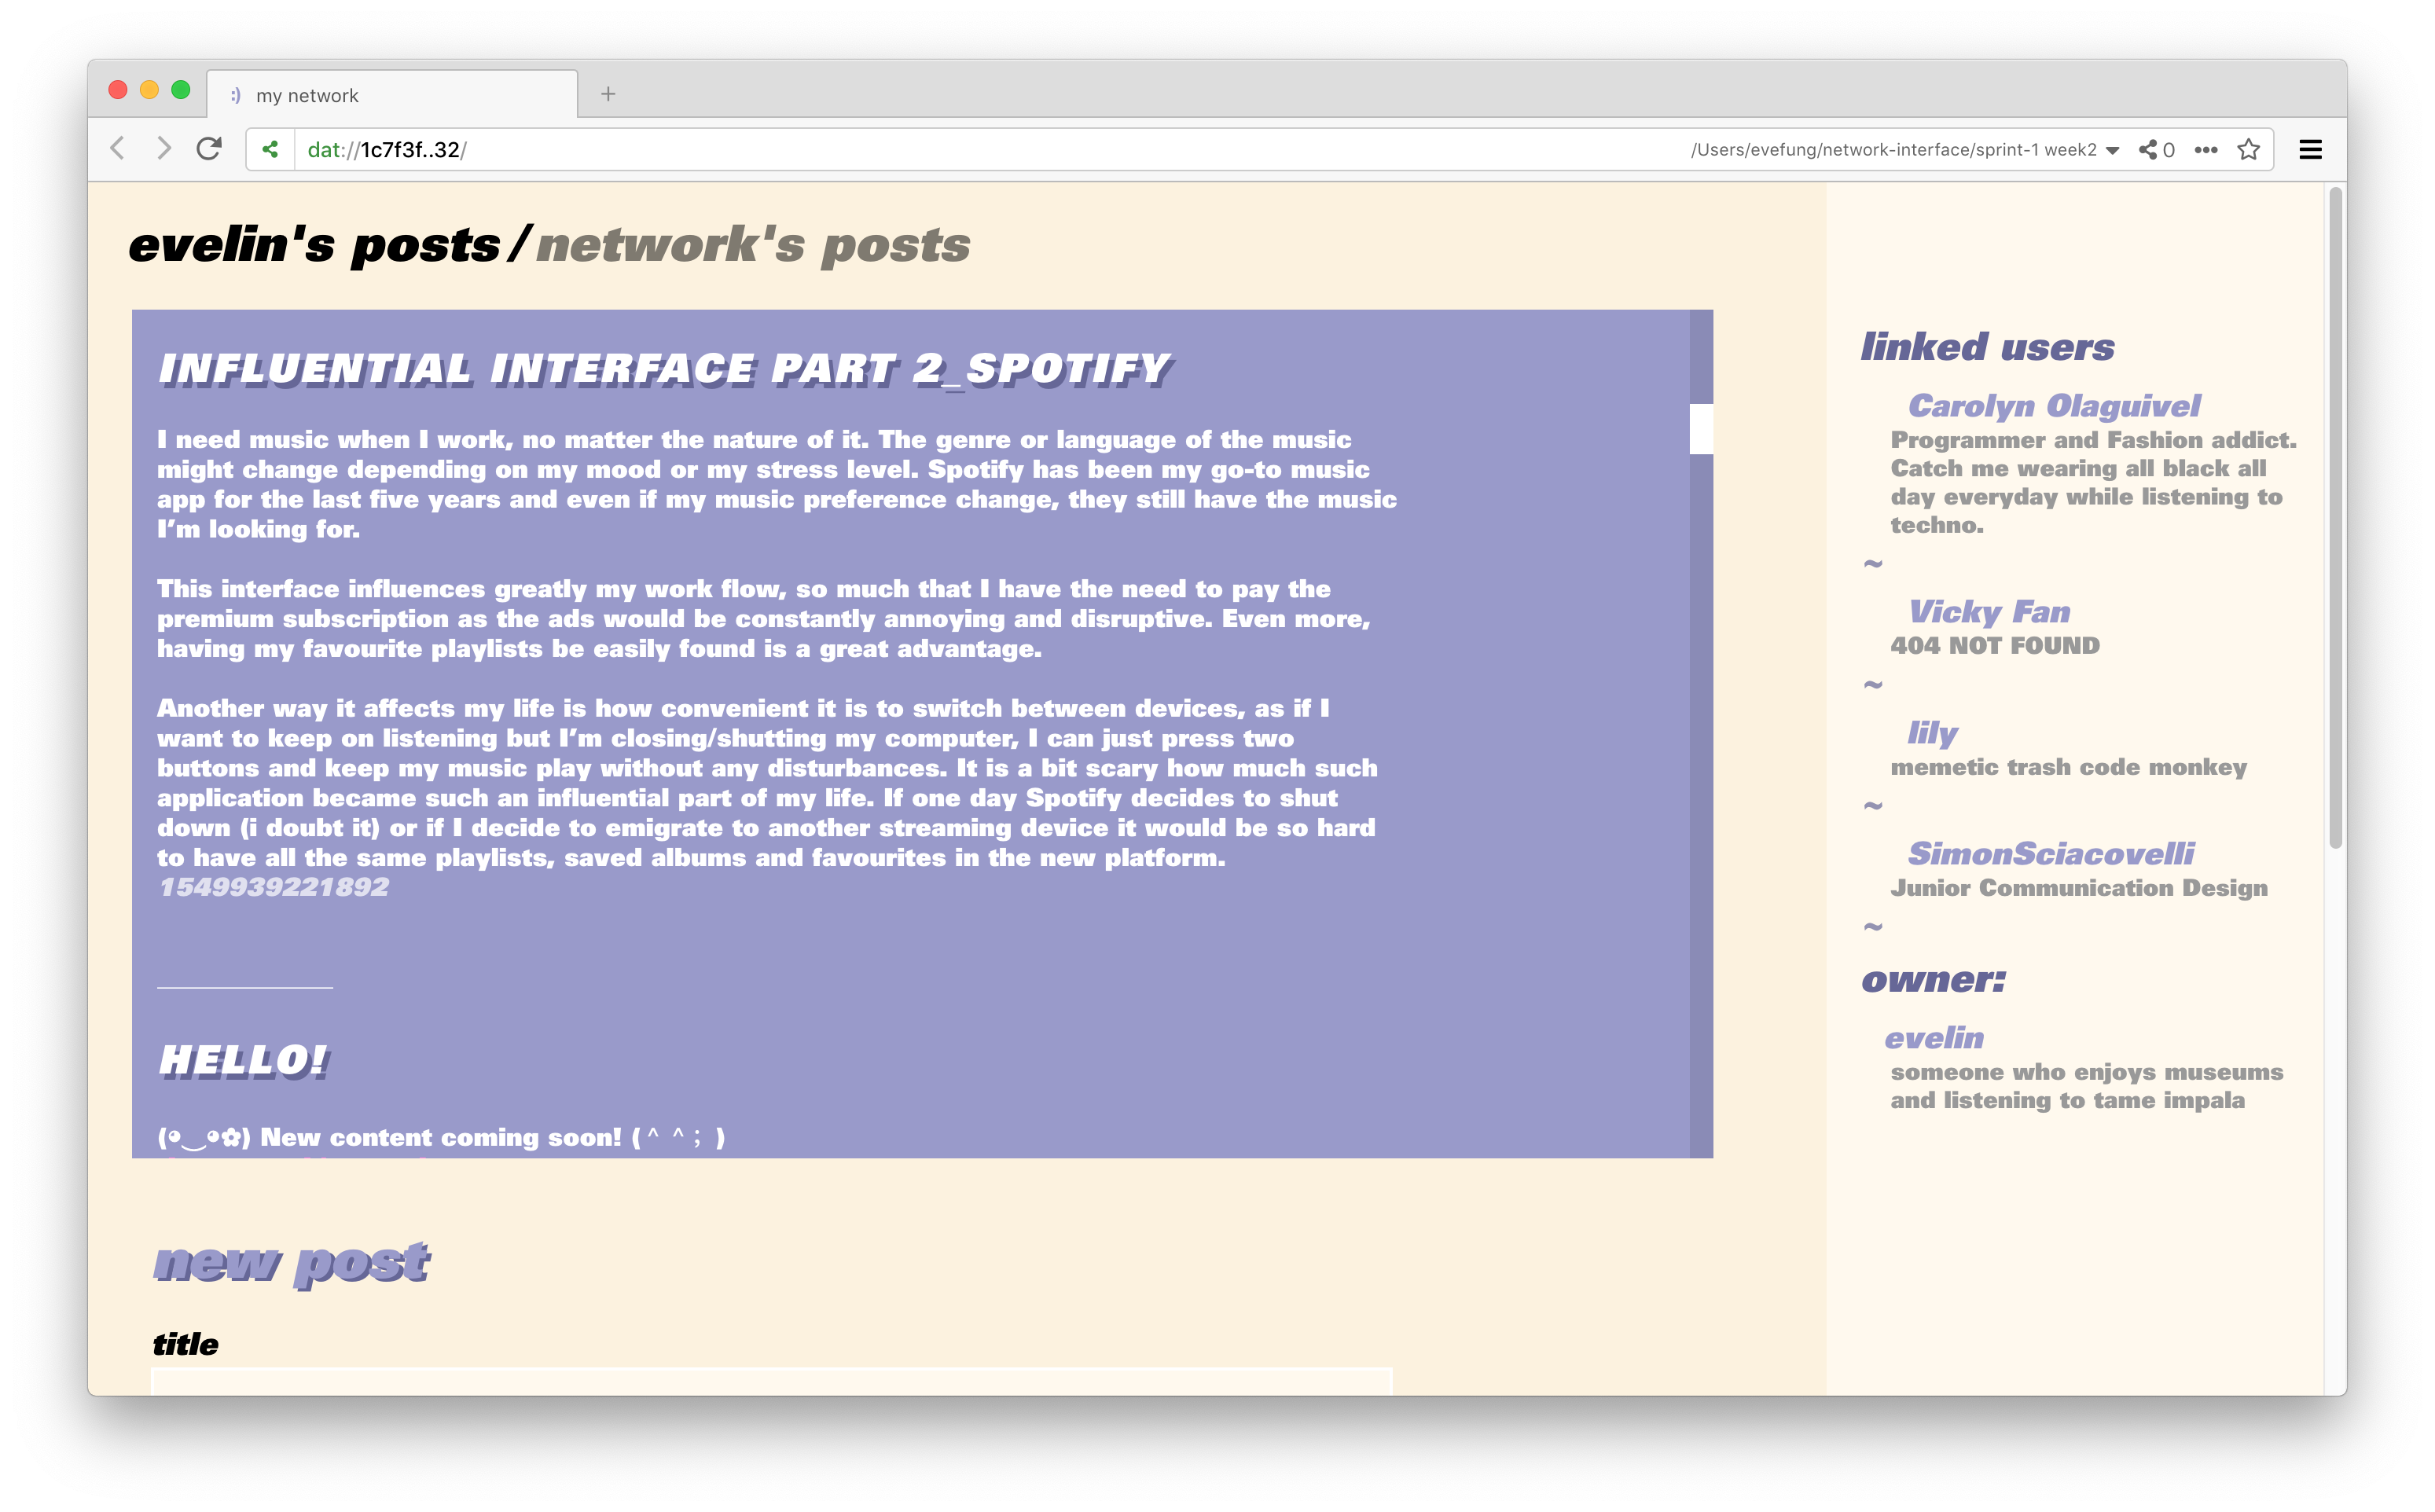 :) my network
dat://1c7f3f..32/
/Users/evefung/network-interface/sprint-1 week2
0
evelin's posts/network's posts
INFLUENTIAL INTERFACE PART 2_SPOTIFY
I need music when I work, no matter the nature of it. The genre or language of the music
might change depending on my mood or my stress level. Spotify has been my go-to music
app for the last five years and even if my music preference change, they still have the music
I’m looking for.
This interface influences greatly my work flow, so much that I have the need to pay the
premium subscription as the ads would be constantly annoying and disruptive. Even more,
having my favourite playlists be easily found is a great advantage.
Another way it affects my life is how convenient it is to switch between devices, as if I
want to keep on listening but I’m closing/shutting my computer, I can just press two
buttons and keep my music play without any disturbances. It is a bit scary how much such
application became such an influential part of my life. If one day Spotify decides to shut
down (i doubt it) or if I decide to emigrate to another streaming device it would be so hard
to have all the same playlists, saved albums and favourites in the new platform.
1549939221892
HELLO!
(◕‿◕✿) New content coming soon! (＾＾；)
new post
title
linked users
Carolyn Olaguivel
Programmer and Fashion addict.
Catch me wearing all black all
day everyday while listening to
techno.
~
Vicky Fan
404 NOT FOUND
~
lily
memetic trash code monkey
~
SimonSciacovelli
Junior Communication Design
~
owner:
evelin
someone who enjoys museums
and listening to tame impala